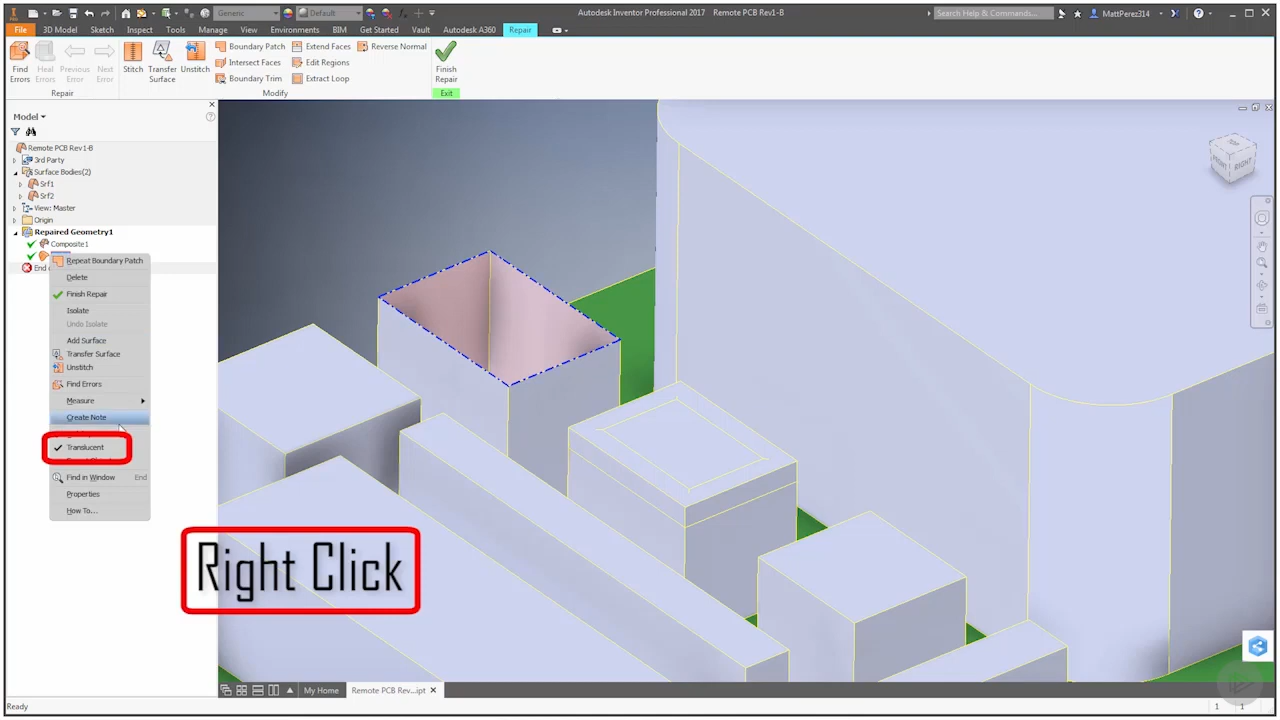 Generic
Default
Autodesk Inventor Professional 2017 Remote PCB Rev1-B
Search Help & Commands...
MattPerez314
File 3D Model Sketch Inspect Tools Manage View Environments BIM Get Started Vault Autodesk A360 Repair
Find Errors
Heal Errors
Previous Error
Next Error
Stitch
Transfer Surface
Unstitch
Boundary Patch
Intersect Faces
Boundary Trim
Extend Faces
Edit Regions
Extract Loop
Reverse Normal
Finish Repair
Repair
Modify
Exit
Model
Remote PCB Rev1-B
3rd Party
Surface Bodies(2)
Srf1
Srf2
View: Master
Origin
Repaired Geometry1
Composite1
End
Repeat Boundary Patch
Delete
Finish Repair
Isolate
Undo Isolate
Add Surface
Transfer Surface
Unstitch
Find Errors
Measure
Create Note
Translucent
Find in Window End
Properties
How To...
Right Click
FRONT
RIGHT
My Home
Remote PCB Rev...ipt
Ready
1 1